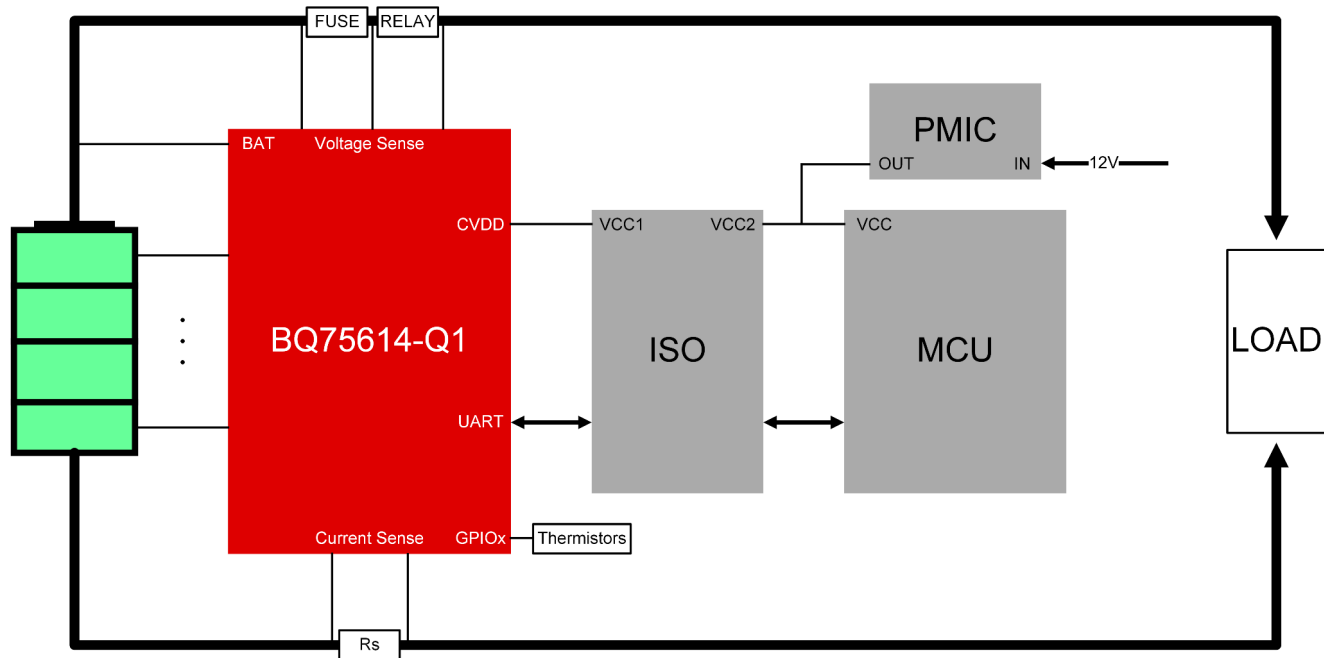 FUSE
RELAY
BAT
Voltage Sense
PMIC
OUT
IN
12V
CVDD
VCC1
VCC2
VCC
BQ75614-Q1
ISO
MCU
LOAD
UART
Current Sense
GPIOx
Thermistors
Rs